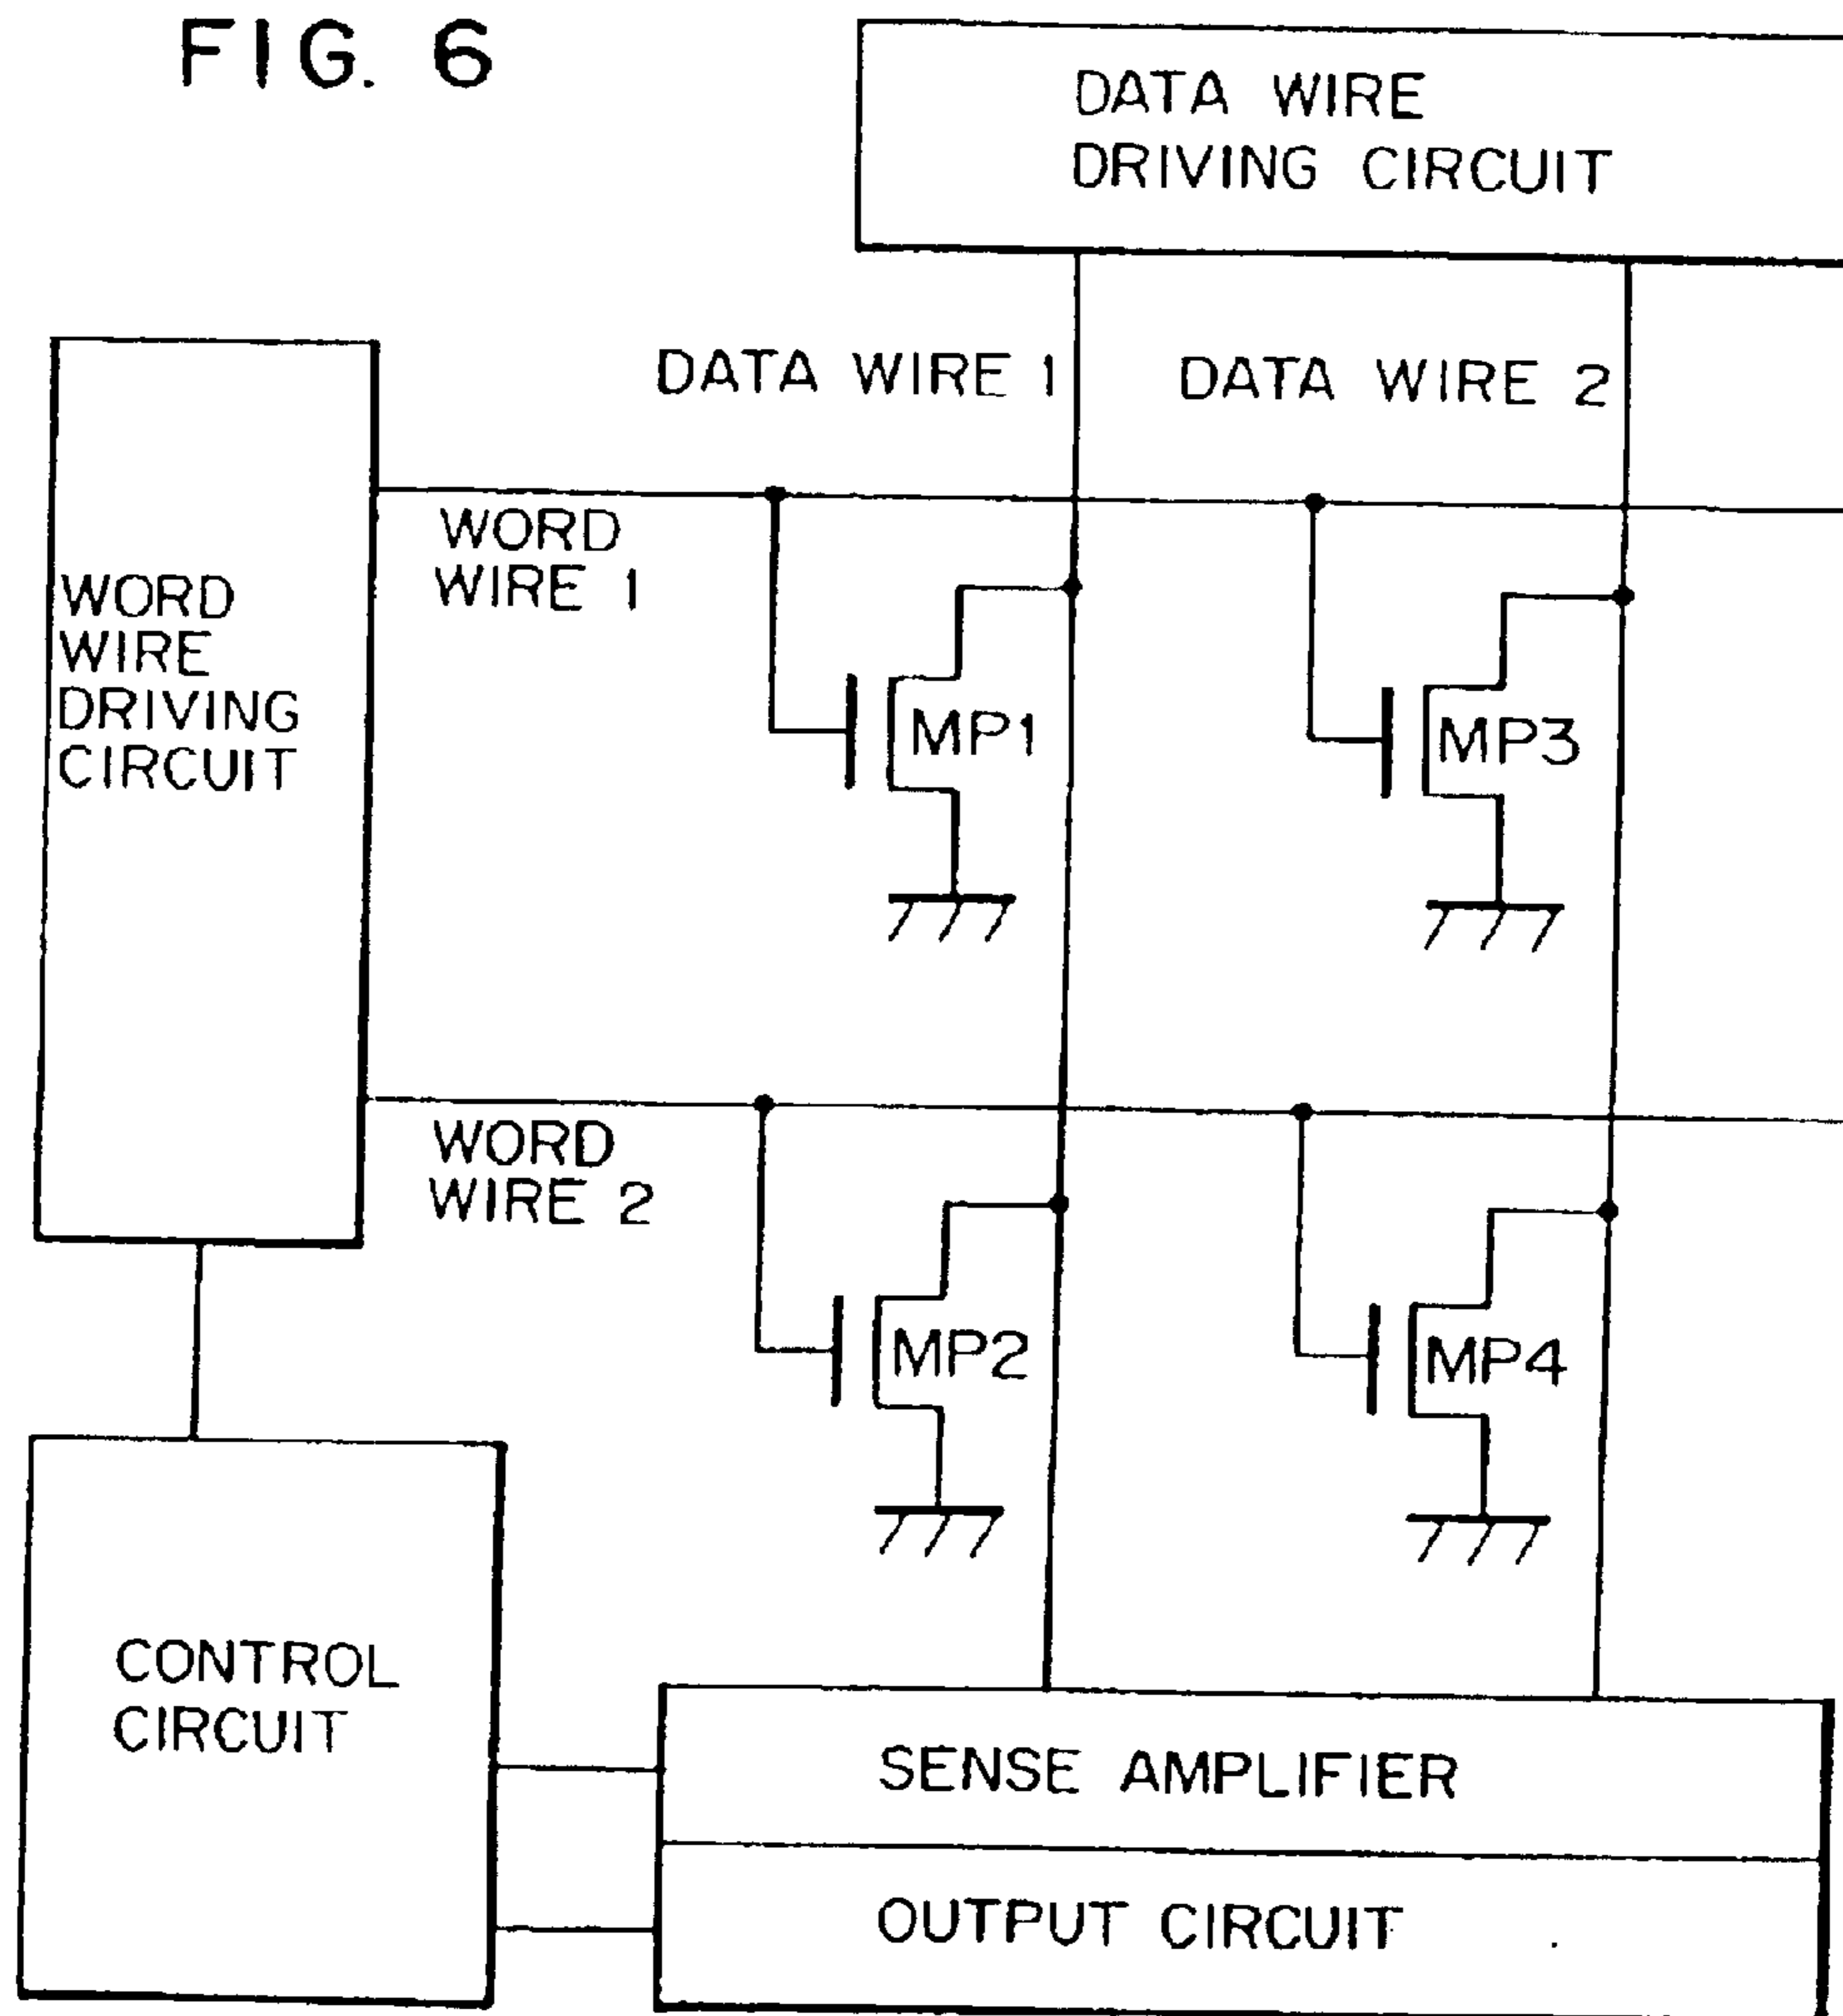 FIG. 6
DATA WIRE
DRIVING CIRCUIT
DATA WIRE 1
DATA WIRE 2
WORD
WIRE 1
WORD
WIRE
DRIVING
CIRCUIT
MP1
MP3
WORD
WIRE 2
MP2
MP4
CONTROL
CIRCUIT
SENSE AMPLIFIER
OUTPUT CIRCUIT